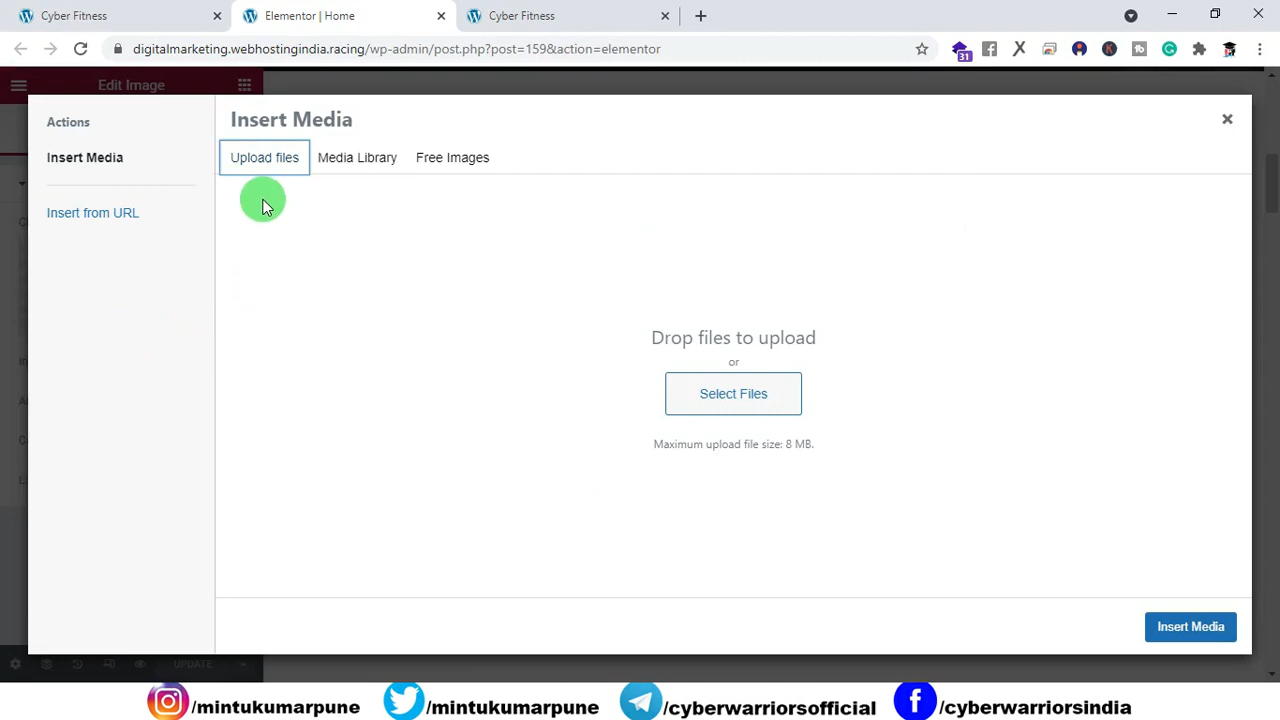 Cyber Fitness
Elementor | Home
Cyber Fitness
digitalmarketing.webhostingindia.racing/wp-admin/post.php?post=159&action=elementor
31
Edit Image
Actions
Insert Media
Insert from URL
Insert Media
Upload files
Media Library
Free Images
Drop files to upload
or
Select Files
Maximum upload file size: 8 MB.
Insert Media
UPDATE
/mintukumarpune
/mintukumarpune
/cyberwarriorsofficial
/cyberwarriorsindia